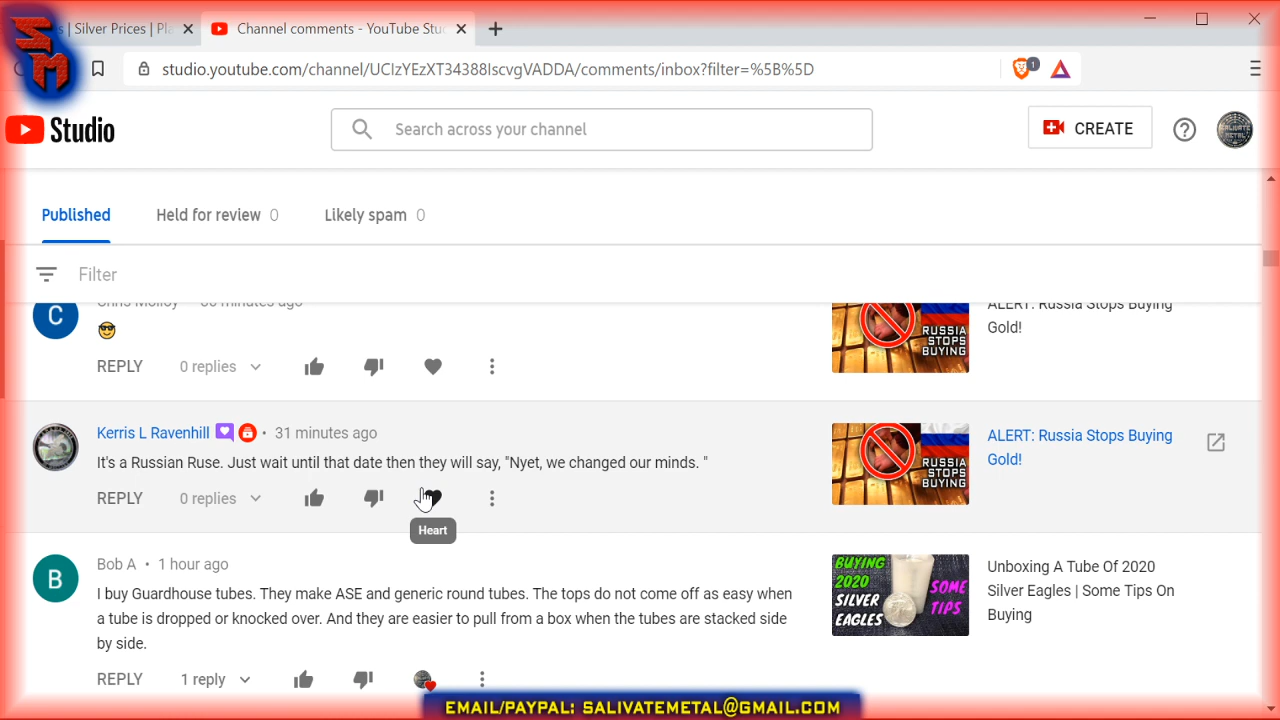 SM
s | Silver Prices | Pla
Channel comments - YouTube Stu
studio.youtube.com/channel/UCIzYEzXT34388IscvgVADDA/comments/inbox?filter=%5B%5D
1
Studio
Search across your channel
CREATE
Published
Held for review 0
Likely spam 0
Filter
Chris Molloy • 30 minutes ago
REPLY
0 replies
RUSSIA
STOPS
BUYING
ALERT: Russia Stops Buying
Gold!
Kerris L Ravenhill • 31 minutes ago
It's a Russian Ruse. Just wait until that date then they will say, "Nyet, we changed our minds. "
REPLY
0 replies
Heart
RUSSIA
STOPS
BUYING
ALERT: Russia Stops Buying
Gold!
B
Bob A • 1 hour ago
I buy Guardhouse tubes. They make ASE and generic round tubes. The tops do not come off as easy when
a tube is dropped or knocked over. And they are easier to pull from a box when the tubes are stacked side
by side.
REPLY
1 reply
BUYING
2020
SILVER
EAGLES
SOME
TIPS
Unboxing A Tube Of 2020
Silver Eagles | Some Tips On
Buying
C
EMAIL/PAYPAL: SALIVATEMETAL@GMAIL.COM